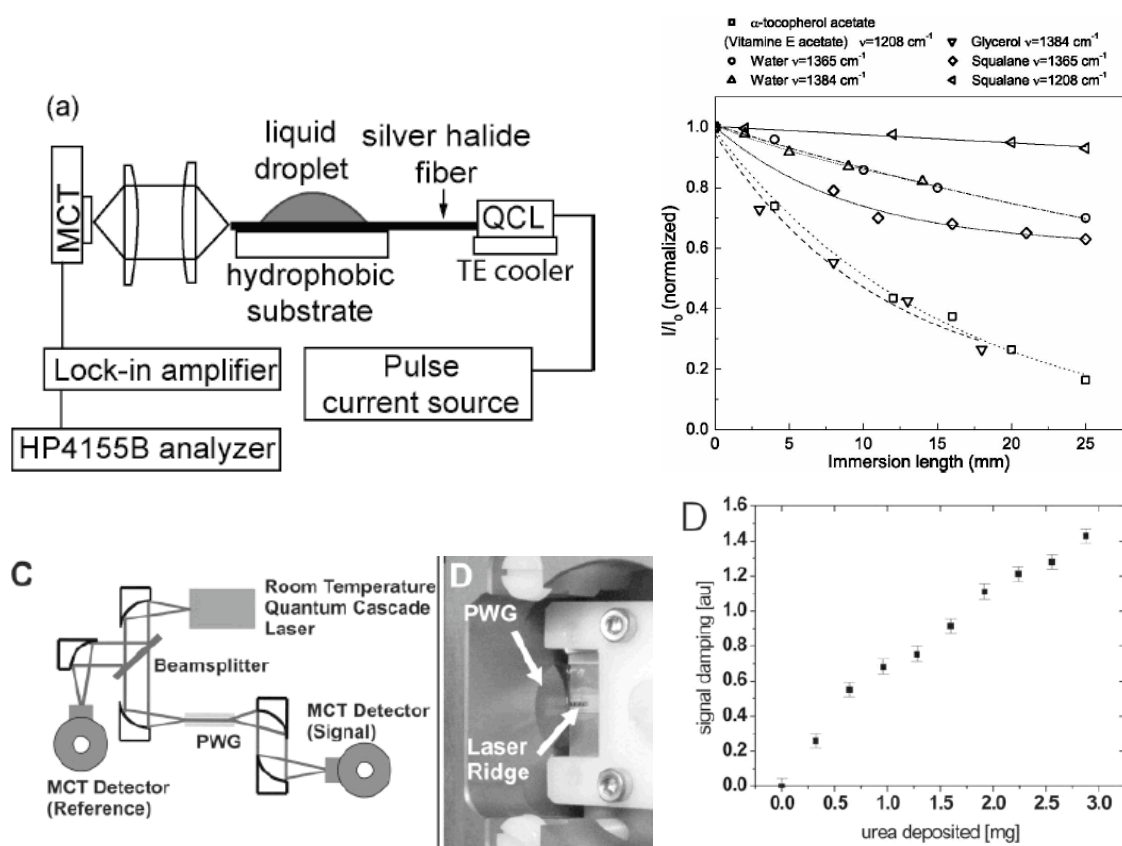 (a)
liquid
droplet
silver halide
fiber
MCT
QCL
TE cooler
hydrophobic
substrate
Lock-in amplifier
Pulse
current source
HP4155B analyzer
α-tocopherol acetate
(Vitamine E acetate) ν=1208 cm⁻¹
Water ν=1365 cm⁻¹
Water ν=1384 cm⁻¹
Glycerol ν=1384 cm⁻¹
Squalane ν=1365 cm⁻¹
Squalane ν=1208 cm⁻¹
I/I₀ (normalized)
1.0
0.8
0.6
0.4
0.2
0.0
0 5 10 15 20 25
Immersion length (mm)
C
Room Temperature
Quantum Cascade
Laser
Beamsplitter
PWG
MCT Detector
(Signal)
MCT Detector
(Reference)
D
PWG
Laser
Ridge
D
signal damping [au]
1.6
1.4
1.2
1.0
0.8
0.6
0.4
0.2
0.0
0.0 0.5 1.0 1.5 2.0 2.5 3.0
urea deposited [mg]